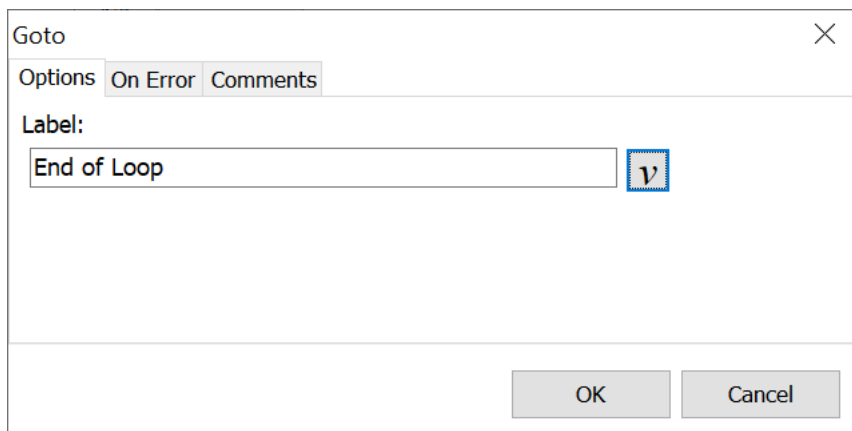 Goto
Options On Error Comments
Label:
End of Loop v
OK Cancel